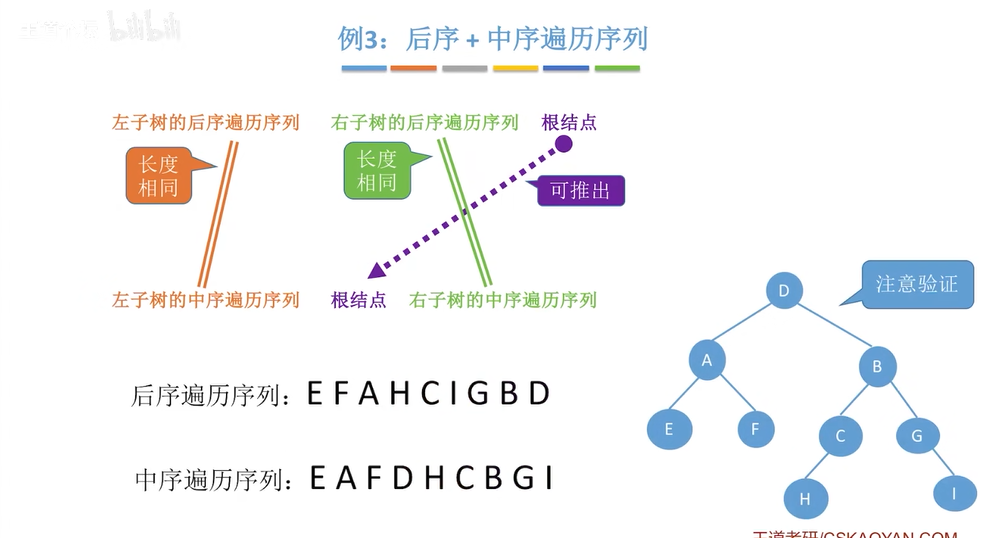 bilibili
例3：后序 + 中序遍历序列
左子树的后序遍历序列 右子树的后序遍历序列 根结点
长度
相同
长度
相同
可推出
左子树的中序遍历序列 根结点 右子树的中序遍历序列
注意验证
D
A B
E F C G
H I
后序遍历序列：E F A H C I G B D
中序遍历序列：E A F D H C B G I
王道考研/CSKAOYAN.COM